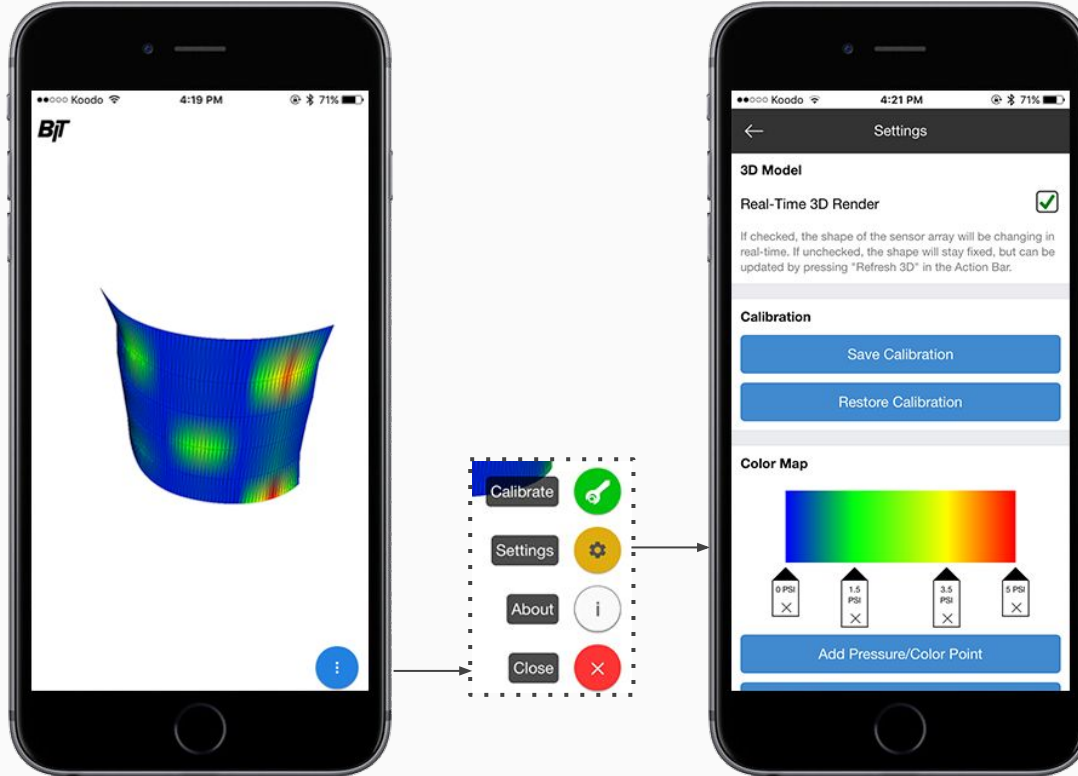 ●●○○○ Koodo 4:19 PM 71%
BJT
Calibrate
Settings
About
i
Close
●●○○○ Koodo 4:21 PM 71%
Settings
3D Model
Real-Time 3D Render
If checked, the shape of the sensor array will be changing in
real-time. If unchecked, the shape will stay fixed, but can be
updated by pressing "Refresh 3D" in the Action Bar.
Calibration
Save Calibration
Restore Calibration
Color Map
0 PSI
1.5
PSI
3.5
PSI
5 PSI
Add Pressure/Color Point